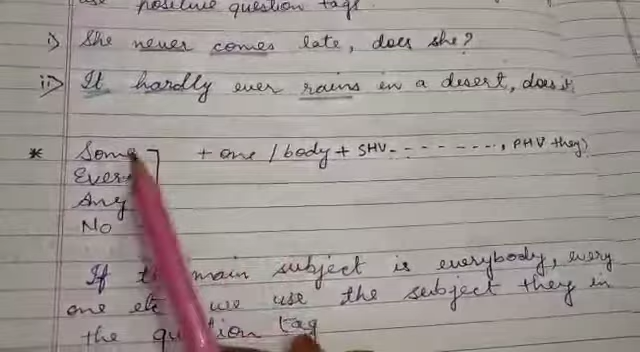 use positive question tags.
i) She never comes late, does she?
ii) It hardly ever rains in a desert, does
* Some + one / body + SHV - - - - - - - -, PHV they)
Every
Any
No
If main subject is everybody, every
one etc we use the subject they in
the question tag